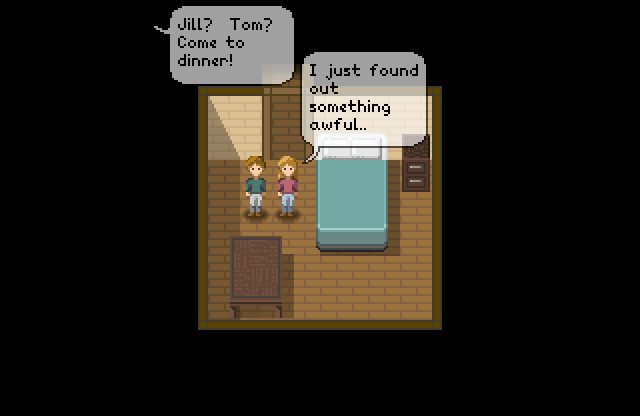 Jill?  Tom?
Come to
dinner!
I just found
out
something
awful..